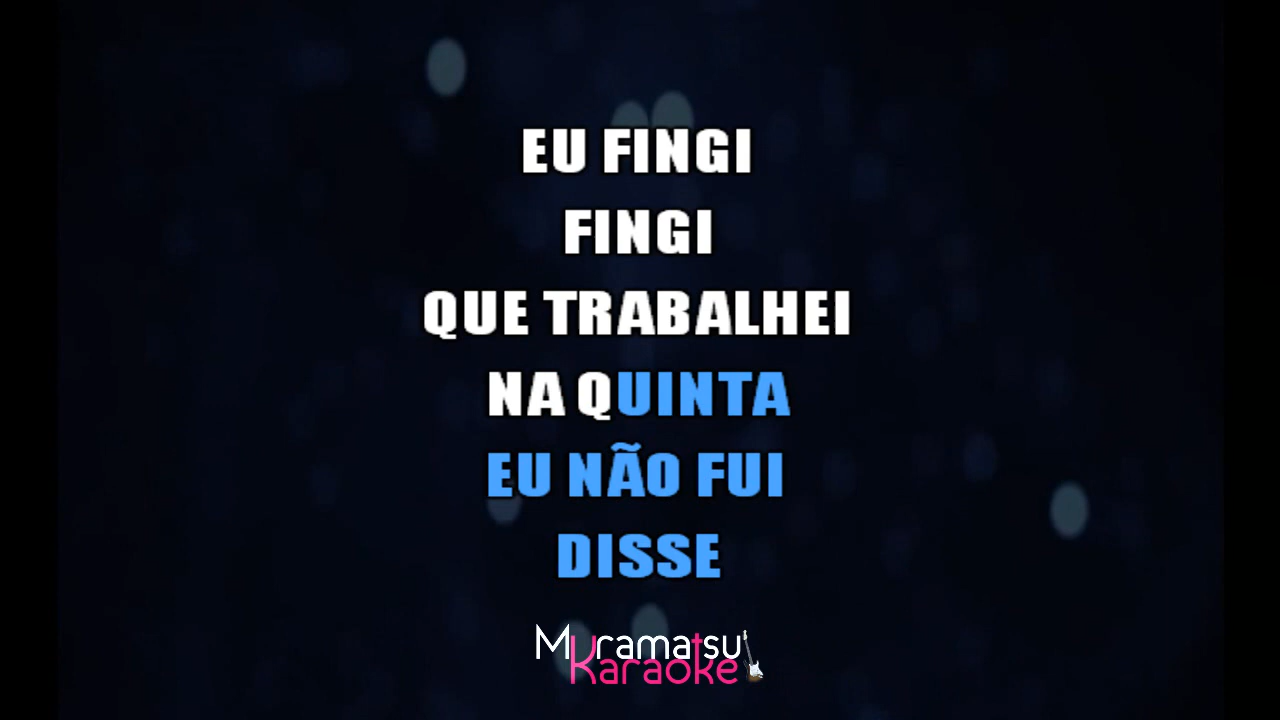 EU FINGI
FINGI
QUE TRABALHEI
NA QUINTA
EU NÃO FUI
DISSE
Muramatsu
Karaoke